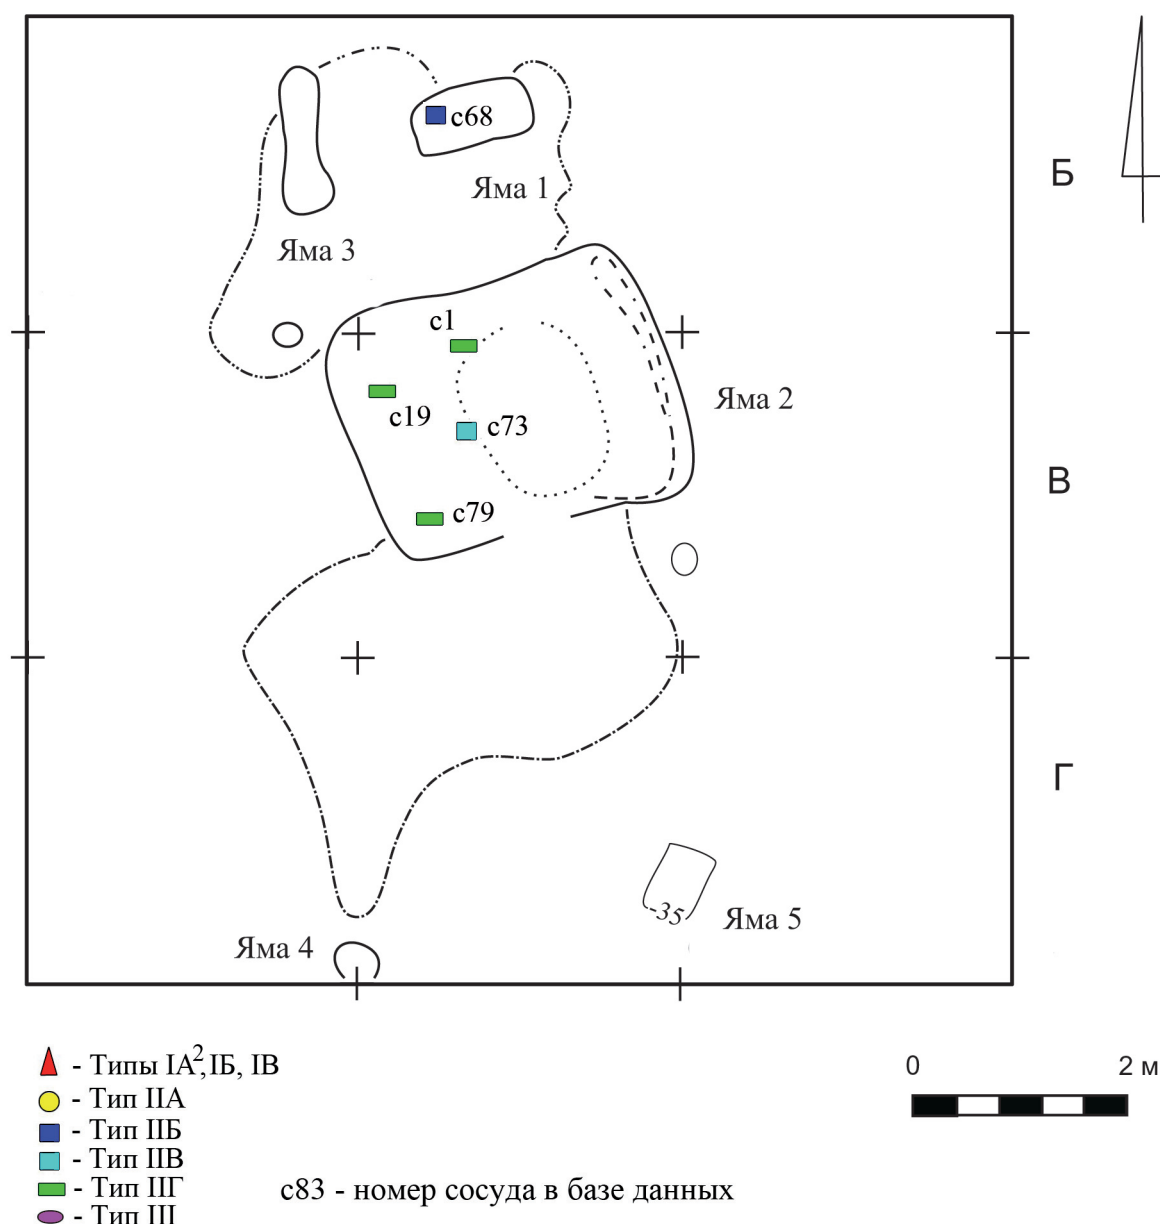 с68
Яма 1
Б
Яма 3
с1
с19
с73
Яма 2
В
с79
Г
-35
Яма 5
Яма 4
- Типы IА²,IБ, IВ
- Тип IIА
- Тип IIБ
- Тип IIВ
- Тип IIГ
- Тип III
с83 - номер сосуда в базе данных
0 2 м